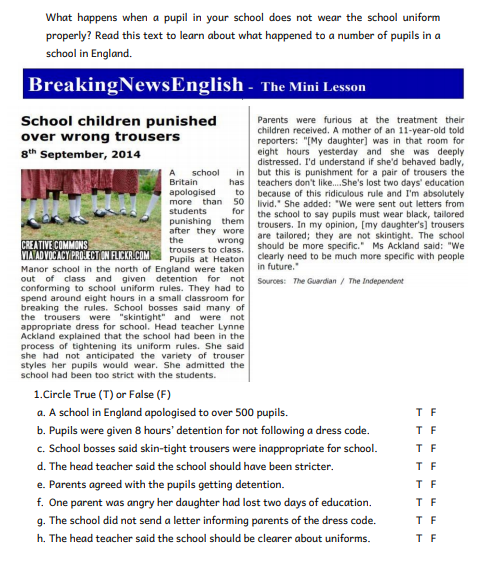 What happens when a pupil in your school does not wear the school uniform
properly? Read this text to learn about what happened to a number of pupils in a
school in England.
BreakingNewsEnglish - The Mini Lesson
School children punished
over wrong trousers
8th September, 2014
A school in
Britain has
apologised to
more than 50
students for
punishing them
after they wore
the wrong
trousers to class.
Pupils at Heaton
CREATIVE COMMONS
VIA ADVOCACY PROJECT ON FLICKR.COM
Manor school in the north of England were taken
out of class and given detention for not
conforming to school uniform rules. They had to
spend around eight hours in a small classroom for
breaking the rules. School bosses said many of
the trousers were "skintight" and were not
appropriate dress for school. Head teacher Lynne
Ackland explained that the school had been in the
process of tightening its uniform rules. She said
she had not anticipated the variety of trouser
styles her pupils would wear. She admitted the
school had been too strict with the students.
Parents were furious at the treatment their
children received. A mother of an 11-year-old told
reporters: "[My daughter] was in that room for
eight hours yesterday and she was deeply
distressed. I'd understand if she'd behaved badly,
but this is punishment for a pair of trousers the
teachers don't like....She's lost two days' education
because of this ridiculous rule and I'm absolutely
livid." She added: "We were sent out letters from
the school to say pupils must wear black, tailored
trousers. In my opinion, [my daughter's] trousers
are tailored; they are not skintight. The school
should be more specific." Ms Ackland said: "We
clearly need to be much more specific with people
in future."
Sources: The Guardian / The Independent
1.Circle True (T) or False (F)
a. A school in England apologised to over 500 pupils. T F
b. Pupils were given 8 hours' detention for not following a dress code. T F
c. School bosses said skin-tight trousers were inappropriate for school. T F
d. The head teacher said the school should have been stricter. T F
e. Parents agreed with the pupils getting detention. T F
f. One parent was angry her daughter had lost two days of education. T F
g. The school did not send a letter informing parents of the dress code. T F
h. The head teacher said the school should be clearer about uniforms. T F